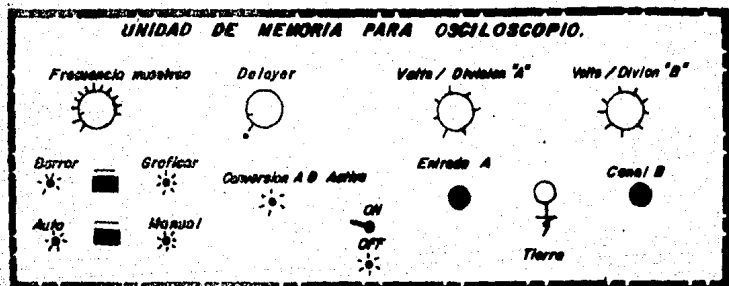 UNIDAD DE MEMORIA PARA OSCILOSCOPIO.
Frecuencia muestreo Delayer Volts / Division "A" Volts / Divion "B"
Borrar Graficar Conversion A D Activa Entrada A Canal B
Auto Manual ON
OFF Tierra